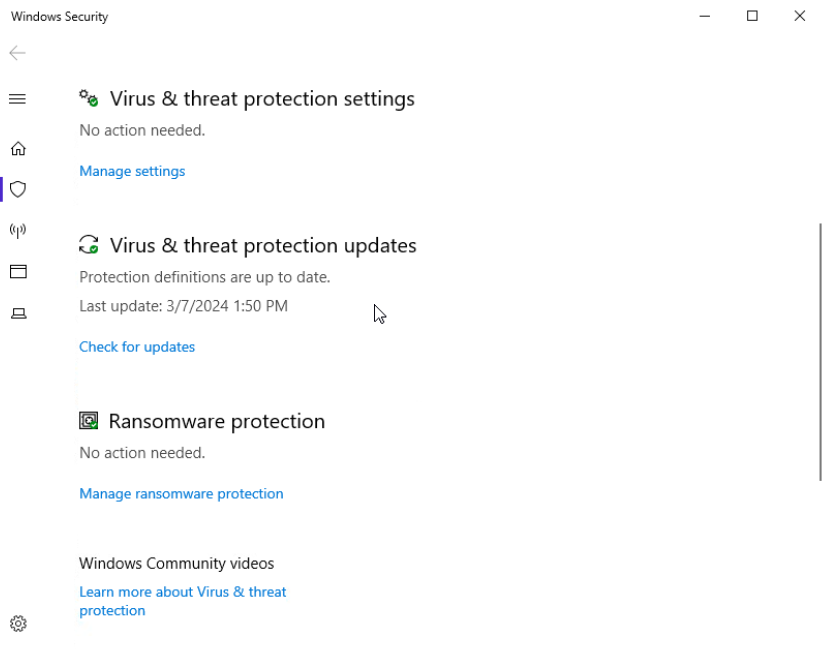 Windows Security
Virus & threat protection settings
No action needed.
Manage settings
Virus & threat protection updates
Protection definitions are up to date.
Last update: 3/7/2024 1:50 PM
Check for updates
Ransomware protection
No action needed.
Manage ransomware protection
Windows Community videos
Learn more about Virus & threat
protection